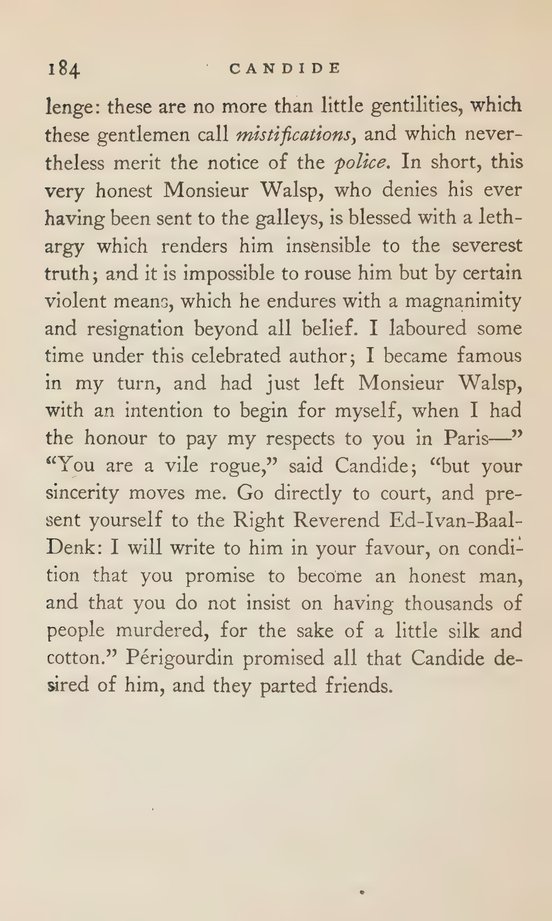 184 CANDIDE
lenge: these are no more than little gentilities, which
these gentlemen call mistifications, and which never-
theless merit the notice of the police. In short, this
very honest Monsieur Walsp, who denies his ever
having been sent to the galleys, is blessed with a leth-
argy which renders him insensible to the severest
truth; and it is impossible to rouse him but by certain
violent means, which he endures with a magnanimity
and resignation beyond all belief. I laboured some
time under this celebrated author; I became famous
in my turn, and had just left Monsieur Walsp,
with an intention to begin for myself, when I had
the honour to pay my respects to you in Paris—”
“You are a vile rogue,” said Candide; “but your
sincerity moves me. Go directly to court, and pre-
sent yourself to the Right Reverend Ed-Ivan-Baal-
Denk: I will write to him in your favour, on condi-
tion that you promise to become an honest man,
and that you do not insist on having thousands of
people murdered, for the sake of a little silk and
cotton.” Périgourdin promised all that Candide de-
sired of him, and they parted friends.